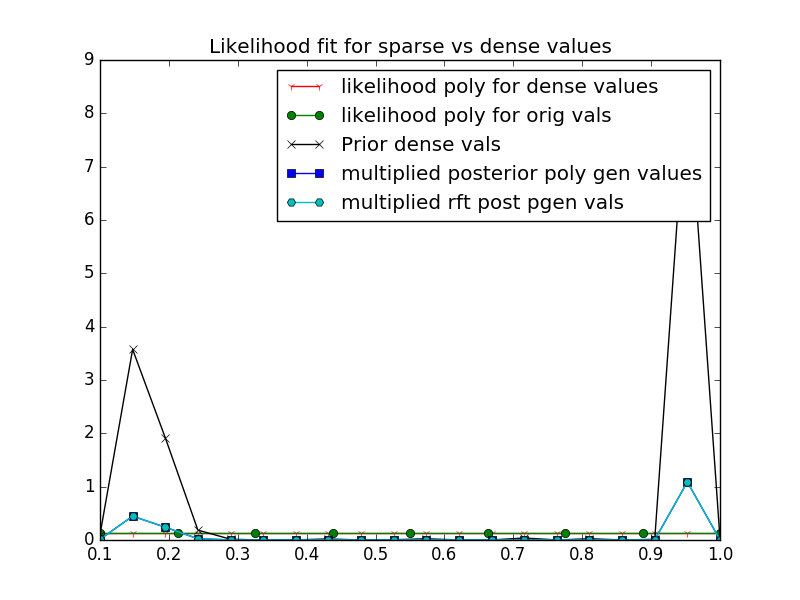 Likelihood fit for sparse vs dense values
likelihood poly for dense values
likelihood poly for orig vals
Prior dense vals
multiplied posterior poly gen values
multiplied rft post pgen vals
9
8
7
6
5
4
3
2
1
0
0.1 0.2 0.3 0.4 0.5 0.6 0.7 0.8 0.9 1.0